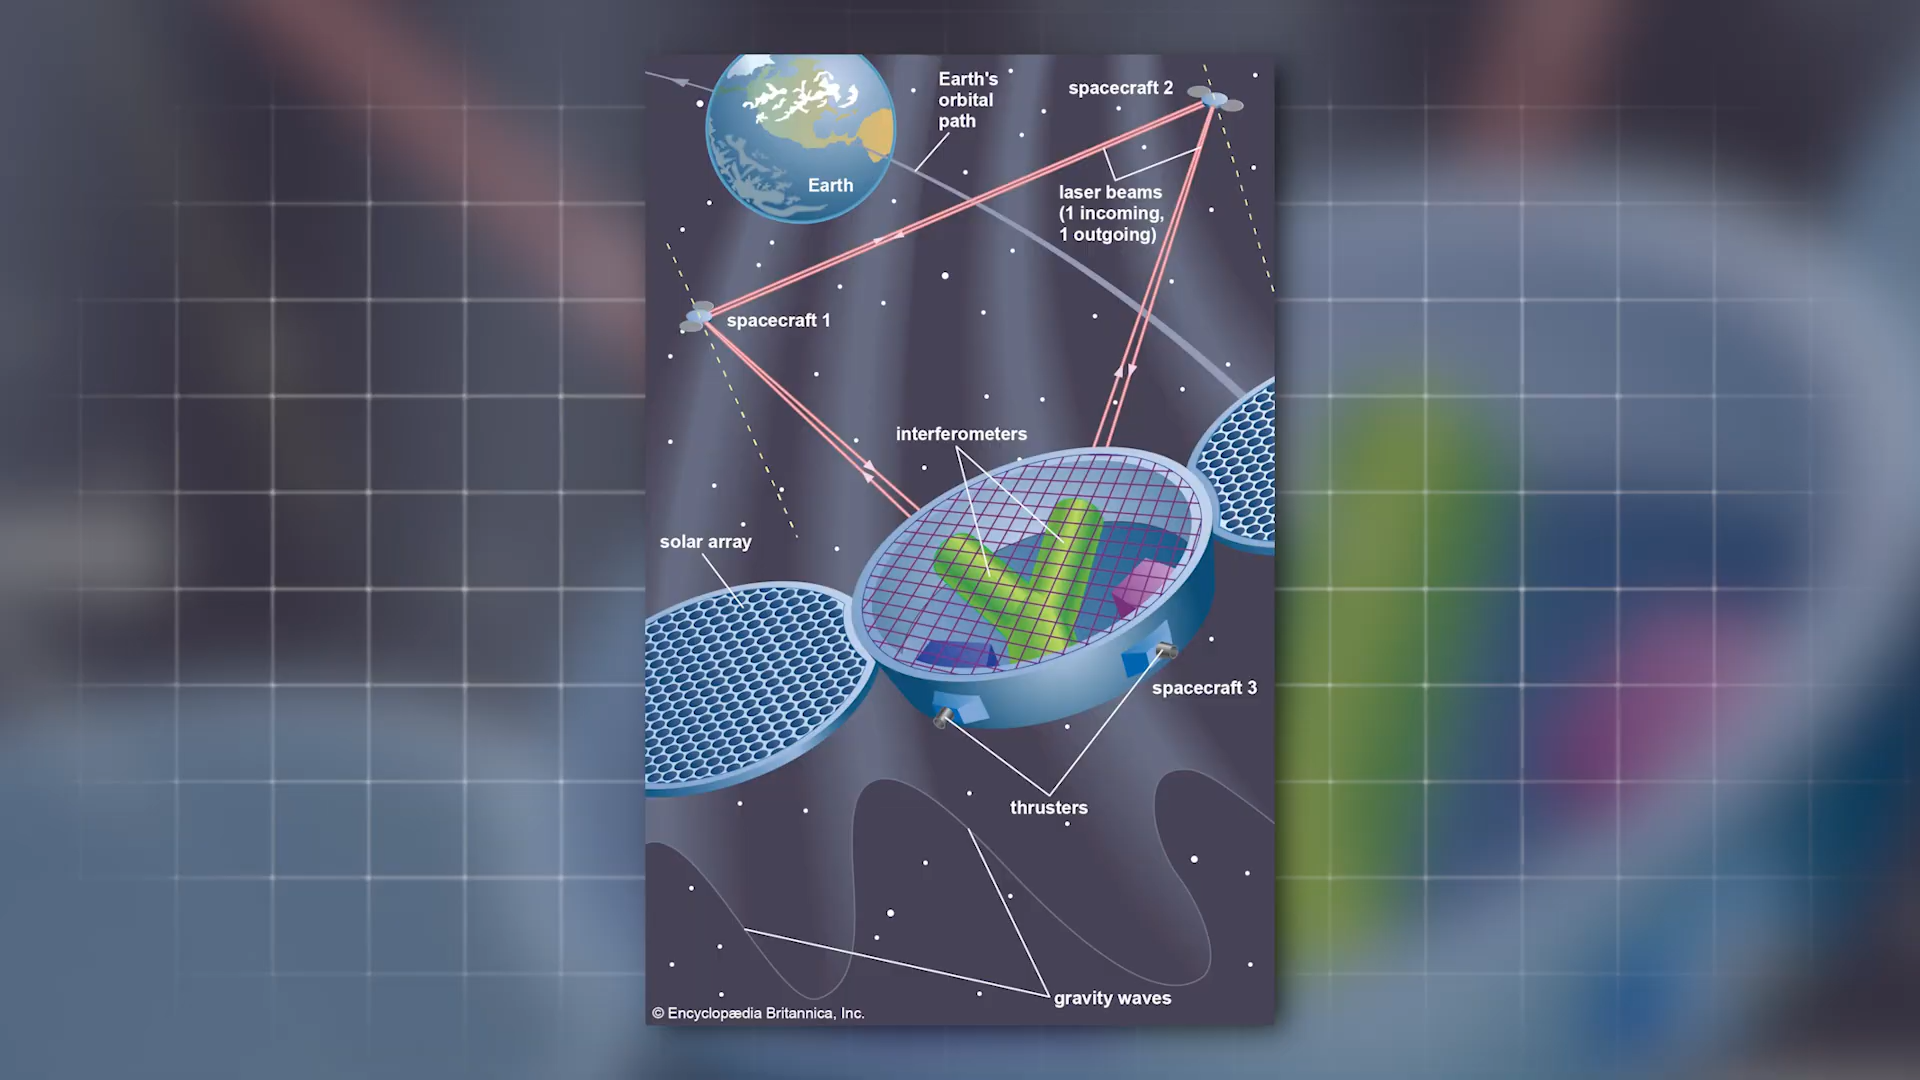 Earth's
orbital
path
spacecraft 2
Earth
laser beams
(1 incoming,
1 outgoing)
spacecraft 1
interferometers
solar array
spacecraft 3
thrusters
gravity waves
© Encyclopædia Britannica, Inc.